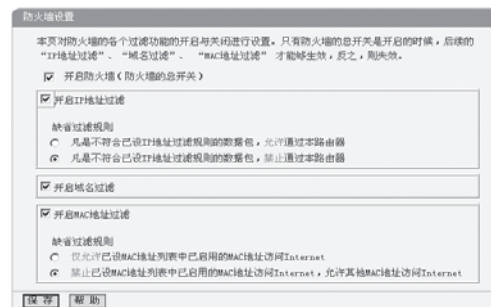 防火墙设置
本页对防火墙的各个过滤功能的开启与关闭进行设置。只有防火墙的总开关是开启的时候，后续的
“IP地址过滤”、“域名过滤”、“MAC地址过滤”才能够生效，反之，则失效。
开启防火墙（防火墙的总开关）
开启IP地址过滤
缺省过滤规则
凡是不符合已设IP地址过滤规则的数据包，允许通过本路由器
凡是不符合已设IP地址过滤规则的数据包，禁止通过本路由器
开启域名过滤
开启MAC地址过滤
缺省过滤规则
仅允许已设MAC地址列表中已启用的MAC地址访问Internet
禁止已设MAC地址列表中已启用的MAC地址访问Internet，允许其他MAC地址访问Internet
保 存 帮 助